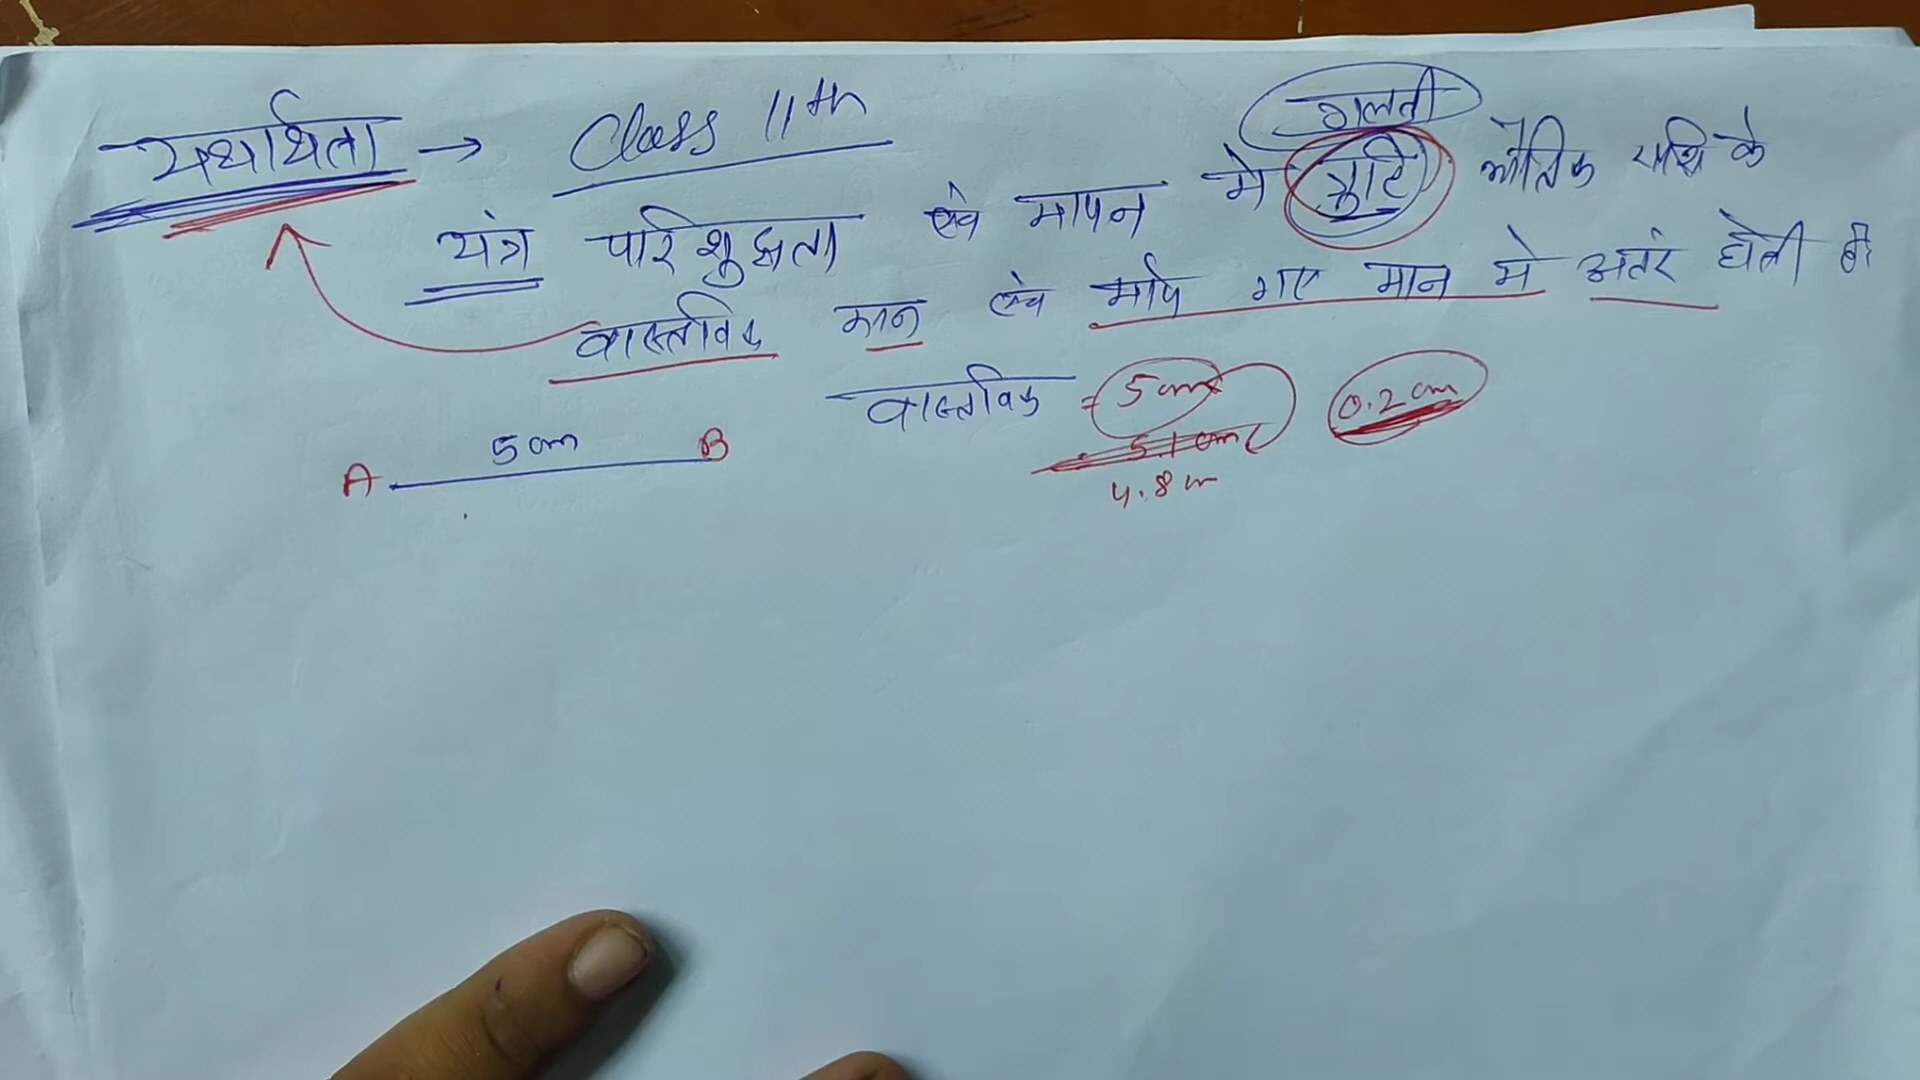 यथार्थता → Class 11th
गलती
यंत्र परिशुद्धता एवं मापन मे त्रुटि भौतिक राशि के
वास्तविक मान एवं मापे गए मान मे अंतर होती है
वास्तविक = 5 cm 0.2 cm
5.1 cm
4.8 cm
A 5 cm B